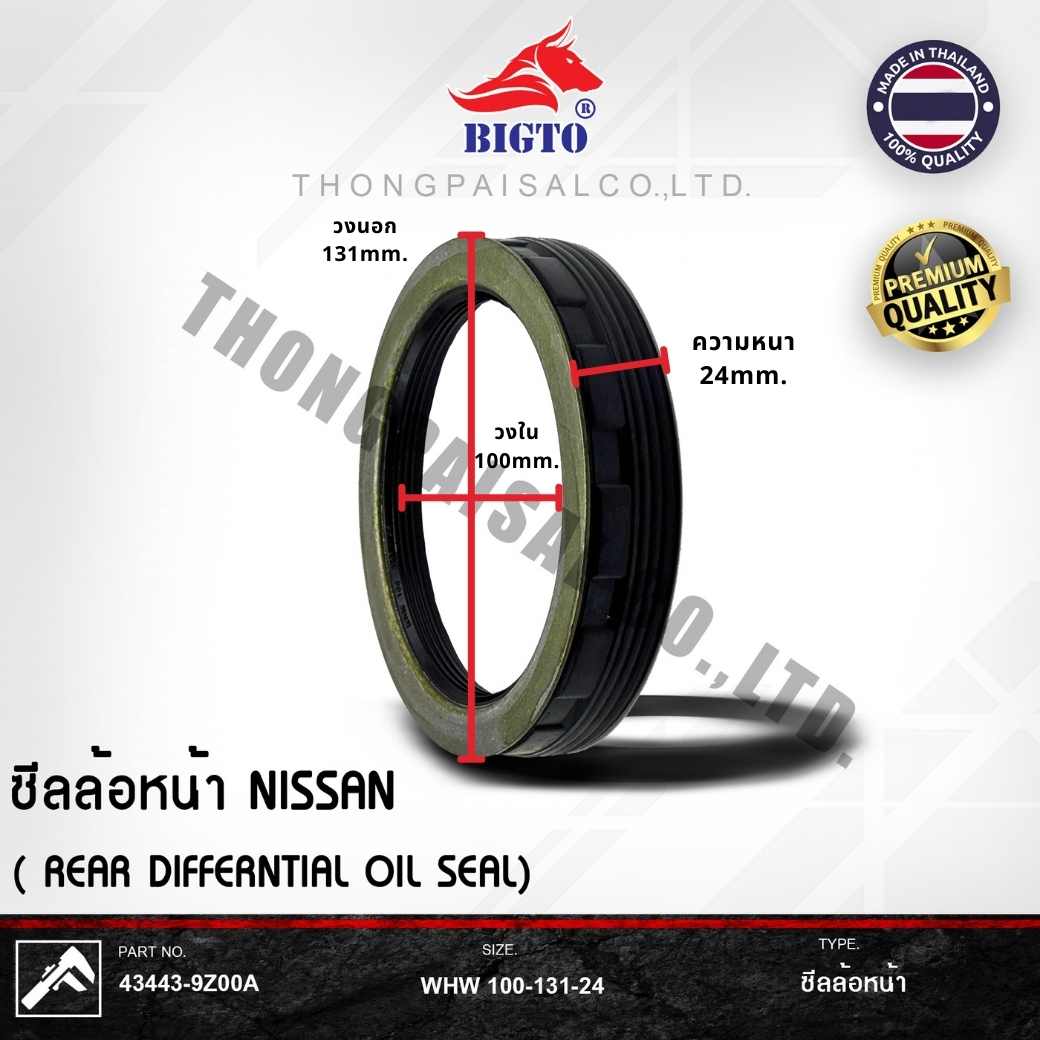 BIGTO
®
THONGPAISALCO.,LTD.
MADE IN THAILAND
100% QUALITY
PREMIUM QUALITY
PREMIUM QUALITY
PREMIUM
QUALITY
วงนอก
131mm.
ความหนา
24mm.
วงใน
100mm.
THONGPAISALCO.,LTD.
ซีลล้อหน้า NISSAN
( REAR DIFFERNTIAL OIL SEAL)
PART NO.
43443-9Z00A
SIZE.
WHW 100-131-24
TYPE.
ซีลล้อหน้า